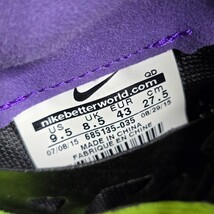 QD
nikebetterworld.com
US UK EUR cm
9.5 8.5 43 27.5
07/08/15 08/29/15
685135-035
MADE IN CHINA
FABRIQUÉ EN CHINE